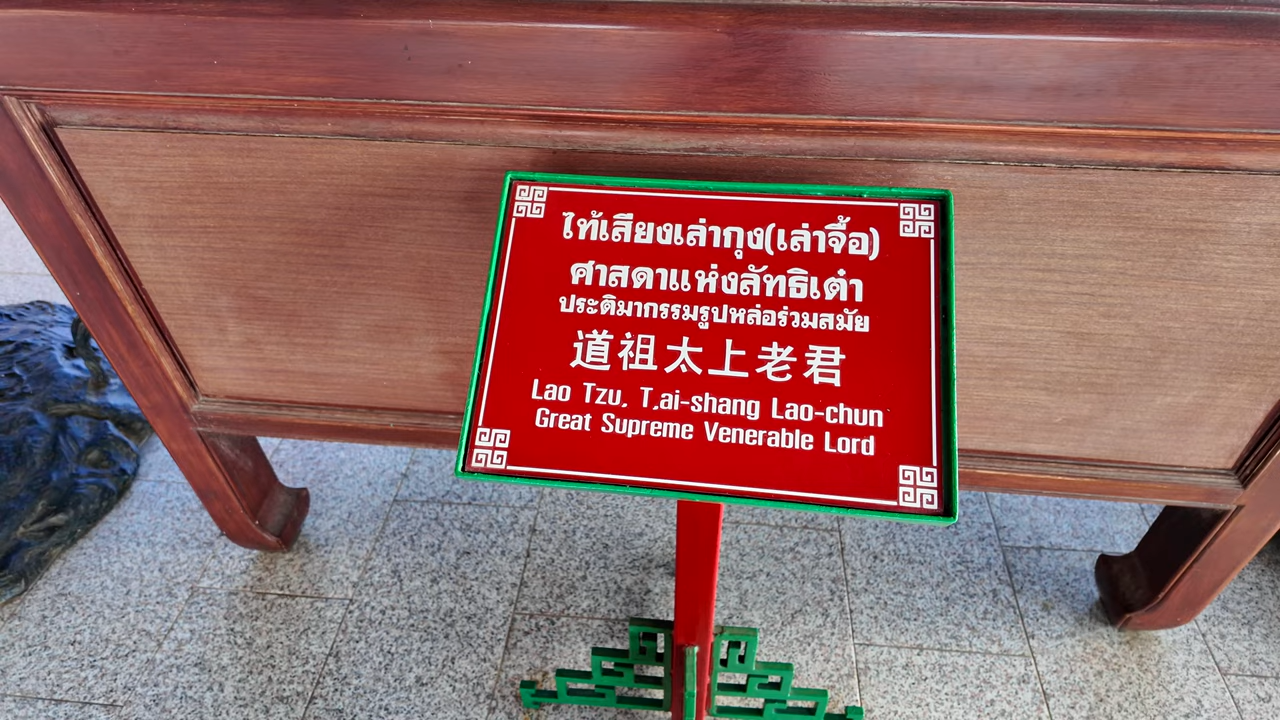 ไท้เสียงเล่ากุง(เล่าจื้อ)
ศาสดาแห่งลัทธิเต๋า
ประติมากรรมรูปหล่อร่วมสมัย
道祖太上老君
Lao Tzu, T,ai-shang Lao-chun
Great Supreme Venerable Lord